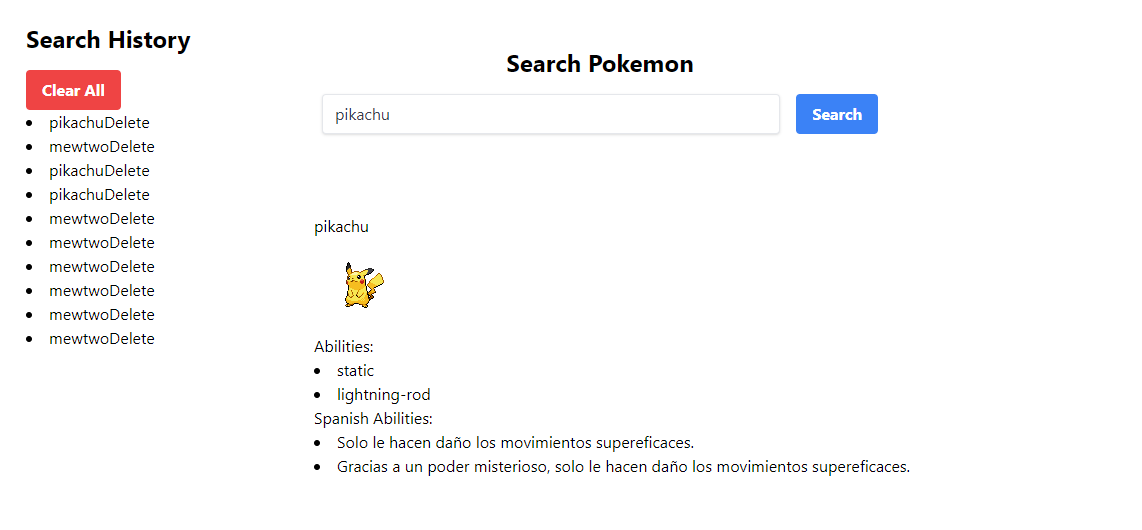 Search History
Clear All
pikachuDelete
mewtwoDelete
pikachuDelete
pikachuDelete
mewtwoDelete
mewtwoDelete
mewtwoDelete
mewtwoDelete
mewtwoDelete
mewtwoDelete
Search Pokemon
pikachu
Search
pikachu
Abilities:
static
lightning-rod
Spanish Abilities:
Solo le hacen daño los movimientos supereficaces.
Gracias a un poder misterioso, solo le hacen daño los movimientos supereficaces.